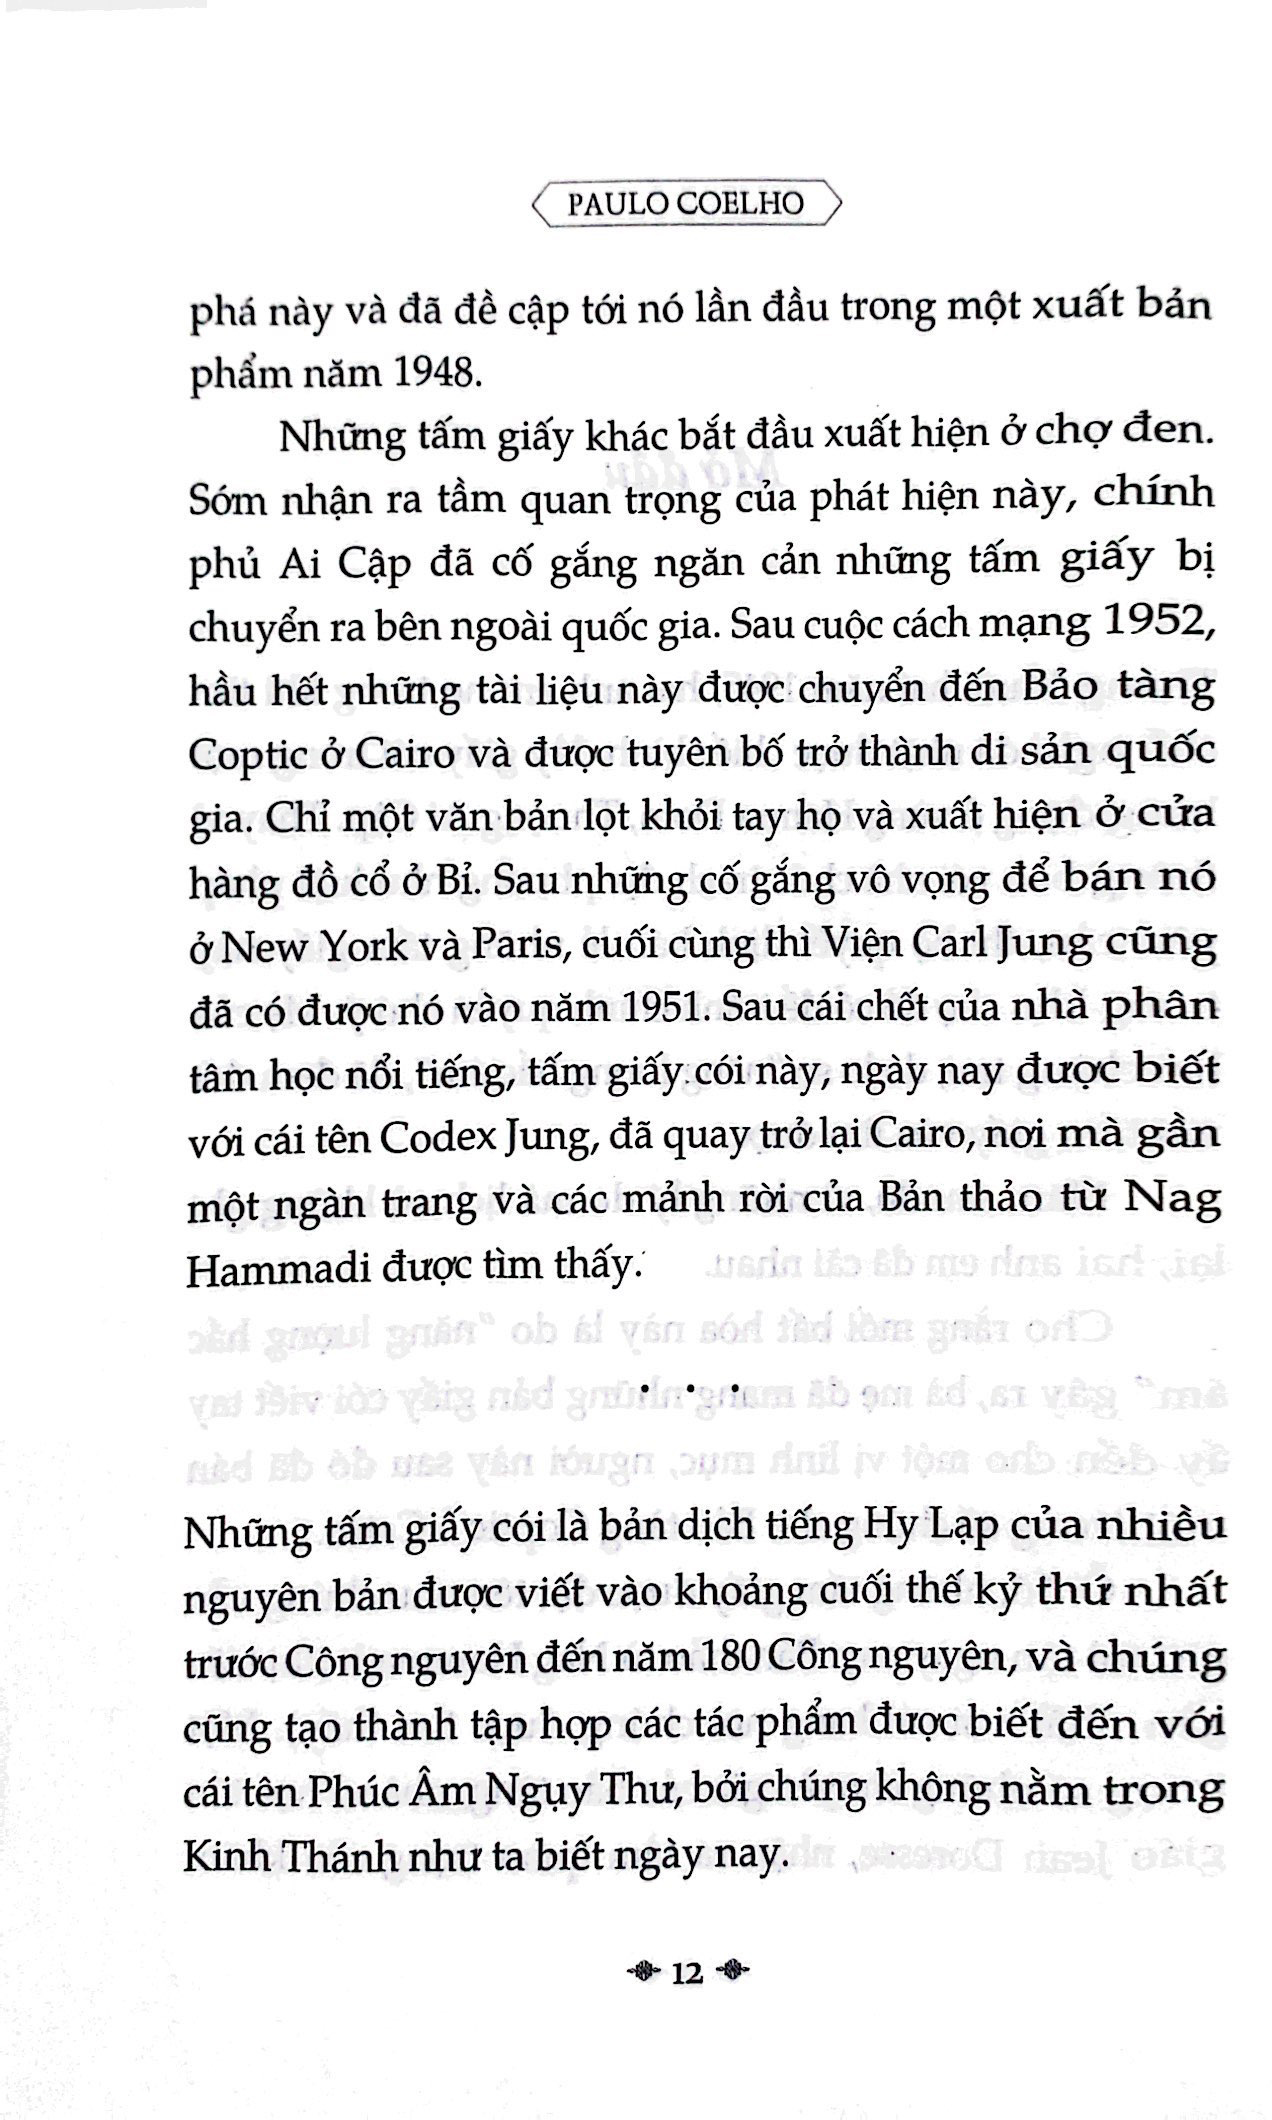 PAULO COELHO
phá này và đã đề cập tới nó lần đầu trong một xuất bản
phẩm năm 1948.
Những tấm giấy khác bắt đầu xuất hiện ở chợ đen.
Sớm nhận ra tầm quan trọng của phát hiện này, chính
phủ Ai Cập đã cố gắng ngăn cản những tấm giấy bị
chuyển ra bên ngoài quốc gia. Sau cuộc cách mạng 1952,
hầu hết những tài liệu này được chuyển đến Bảo tàng
Coptic ở Cairo và được tuyên bố trở thành di sản quốc
gia. Chỉ một văn bản lọt khỏi tay họ và xuất hiện ở cửa
hàng đồ cổ ở Bỉ. Sau những cố gắng vô vọng để bán nó
ở New York và Paris, cuối cùng thì Viện Carl Jung cũng
đã có được nó vào năm 1951. Sau cái chết của nhà phân
tâm học nổi tiếng, tấm giấy cói này, ngày nay được biết
với cái tên Codex Jung, đã quay trở lại Cairo, nơi mà gần
một ngàn trang và các mảnh rời của Bản thảo từ Nag
Hammadi được tìm thấy.
. . .
Những tấm giấy cói là bản dịch tiếng Hy Lạp của nhiều
nguyên bản được viết vào khoảng cuối thế kỷ thứ nhất
trước Công nguyên đến năm 180 Công nguyên, và chúng
cũng tạo thành tập hợp các tác phẩm được biết đến với
cái tên Phúc Âm Ngụy Thư, bởi chúng không nằm trong
Kinh Thánh như ta biết ngày nay.
12